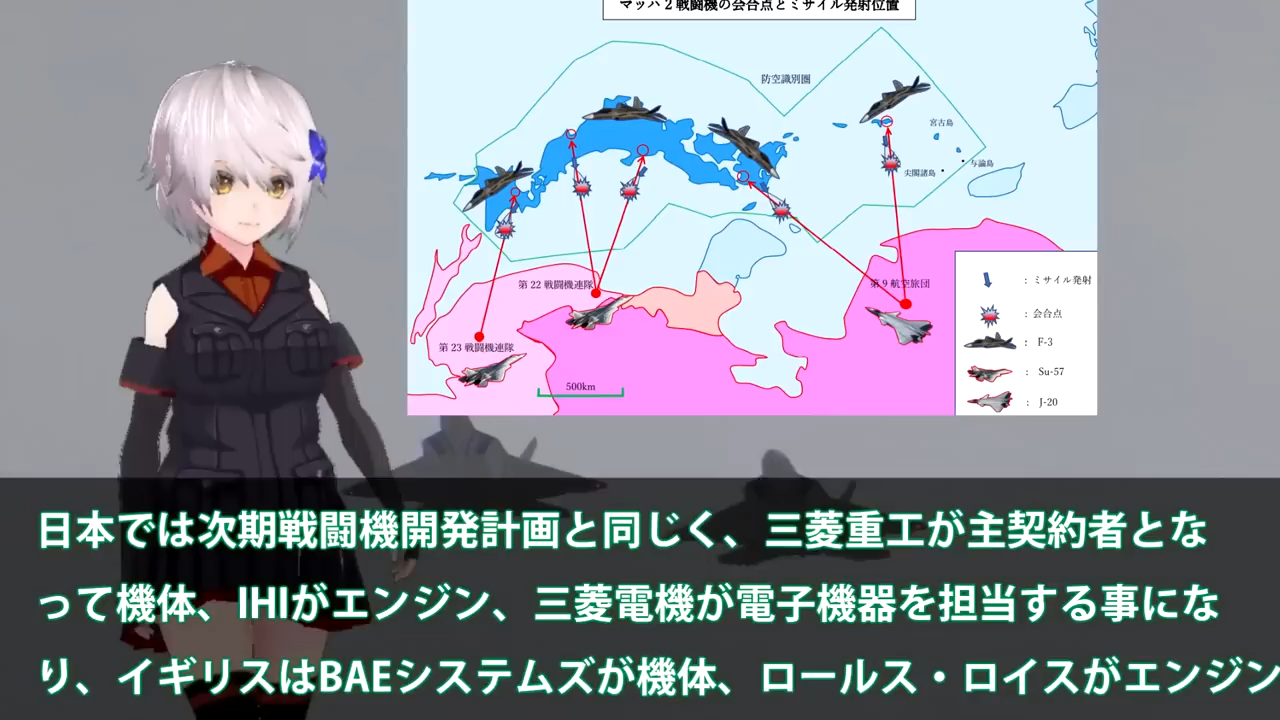 マッハ2戦闘機の会合点とミサイル発射位置
防空識別圏
宮古島
与論島
尖閣諸島
第22戦闘機連隊
第9航空旅団
第23戦闘機連隊
500km
：ミサイル発射
：会合点
： F-3
： Su-57
： J-20
日本では次期戦闘機開発計画と同じく、三菱重工が主契約者とな
って機体、IHIがエンジン、三菱電機が電子機器を担当する事にな
り、イギリスはBAEシステムズが機体、ロールス・ロイスがエンジン